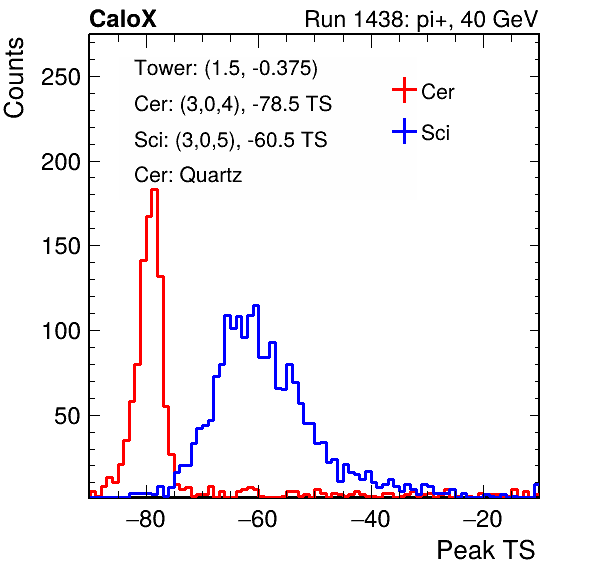 CaloX Run 1438: pi+, 40 GeV
Counts
Tower: (1.5, -0.375)
Cer: (3,0,4), -78.5 TS
Sci: (3,0,5), -60.5 TS
Cer: Quartz
Cer
Sci
250
200
150
100
50
−80 −60 −40 −20
Peak TS